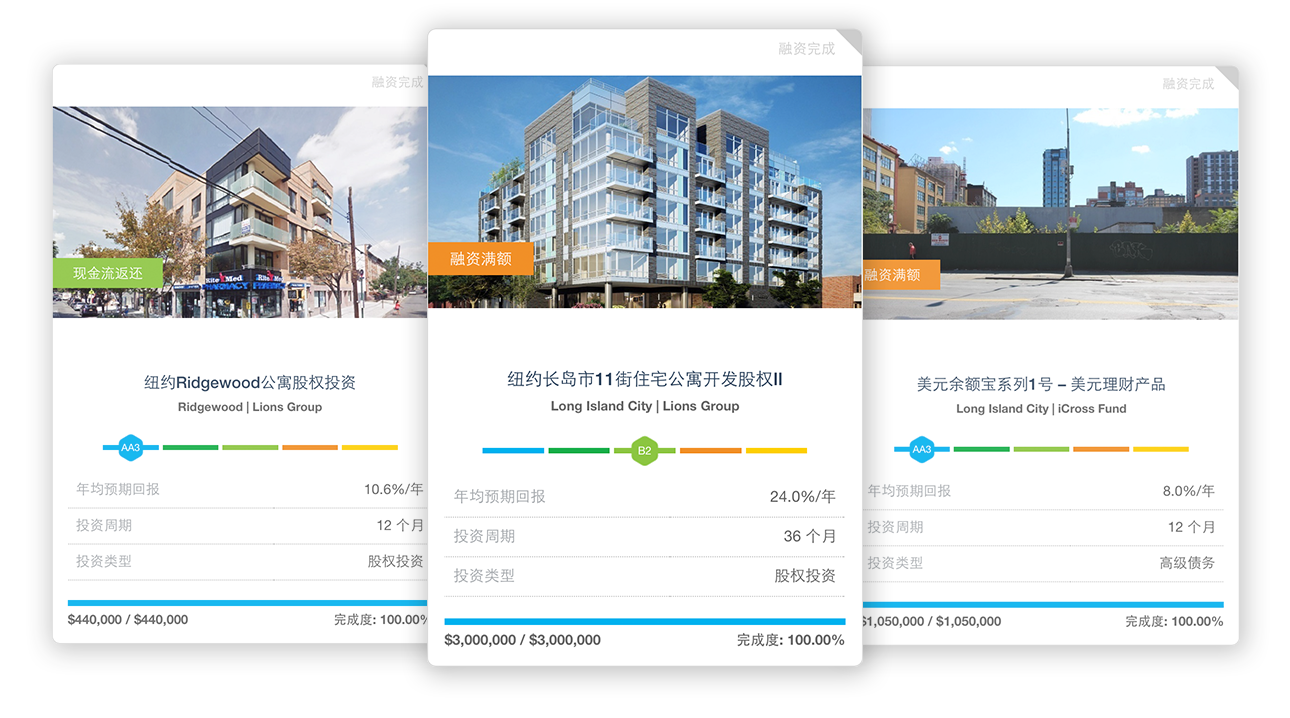 融资完成
现金流返还
Rite Med
PHARMACY
纽约Ridgewood公寓股权投资
Ridgewood | Lions Group
AA3
年均预期回报 10.6%/年
投资周期 12 个月
投资类型 股权投资
$440,000 / $440,000 完成度: 100.00%
融资完成
融资满额
纽约长岛市11街住宅公寓开发股权II
Long Island City | Lions Group
B2
年均预期回报 24.0%/年
投资周期 36 个月
投资类型 股权投资
$3,000,000 / $3,000,000 完成度: 100.00%
融资完成
融资满额
美元余额宝系列1号 – 美元理财产品
Long Island City | iCross Fund
AA3
年均预期回报 8.0%/年
投资周期 12 个月
投资类型 高级债务
$1,050,000 / $1,050,000 完成度: 100.00%